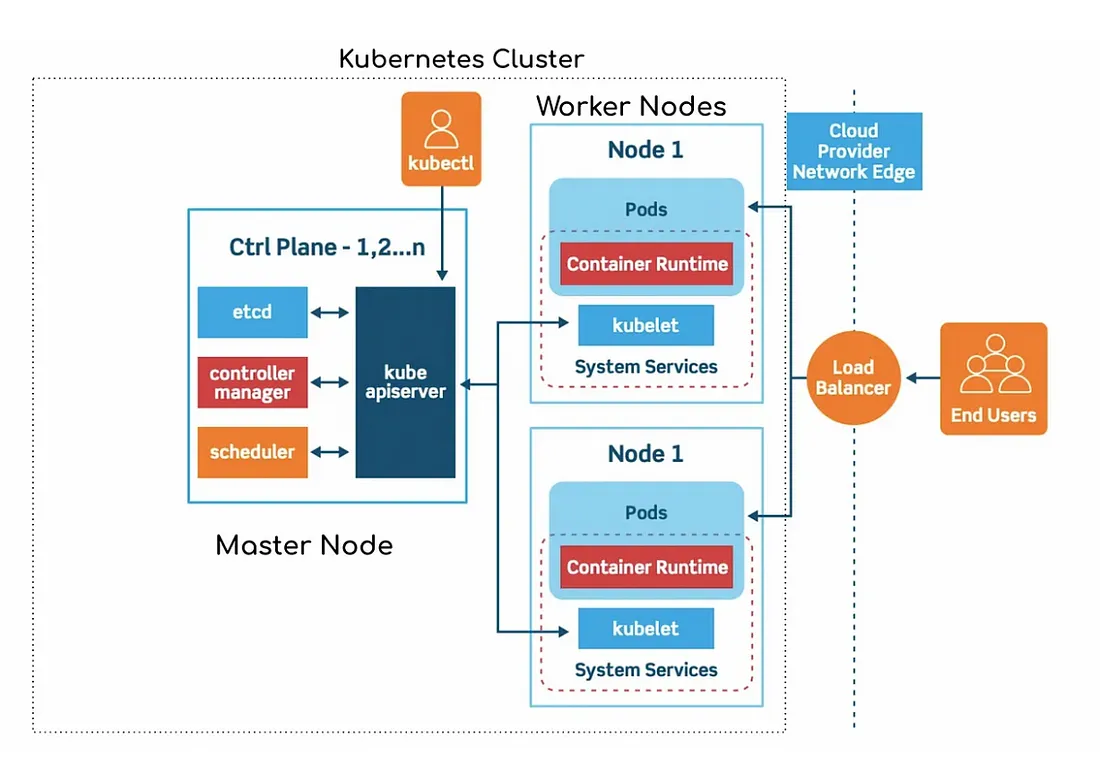 Kubernetes Cluster
kubectl
Worker Nodes
Node 1
Pods
Container Runtime
kubelet
System Services
Cloud
Provider
Network Edge
Ctrl Plane - 1,2...n
etcd
controller
manager
scheduler
kube
apiserver
Master Node
Load
Balancer
End Users
Node 1
Pods
Container Runtime
kubelet
System Services